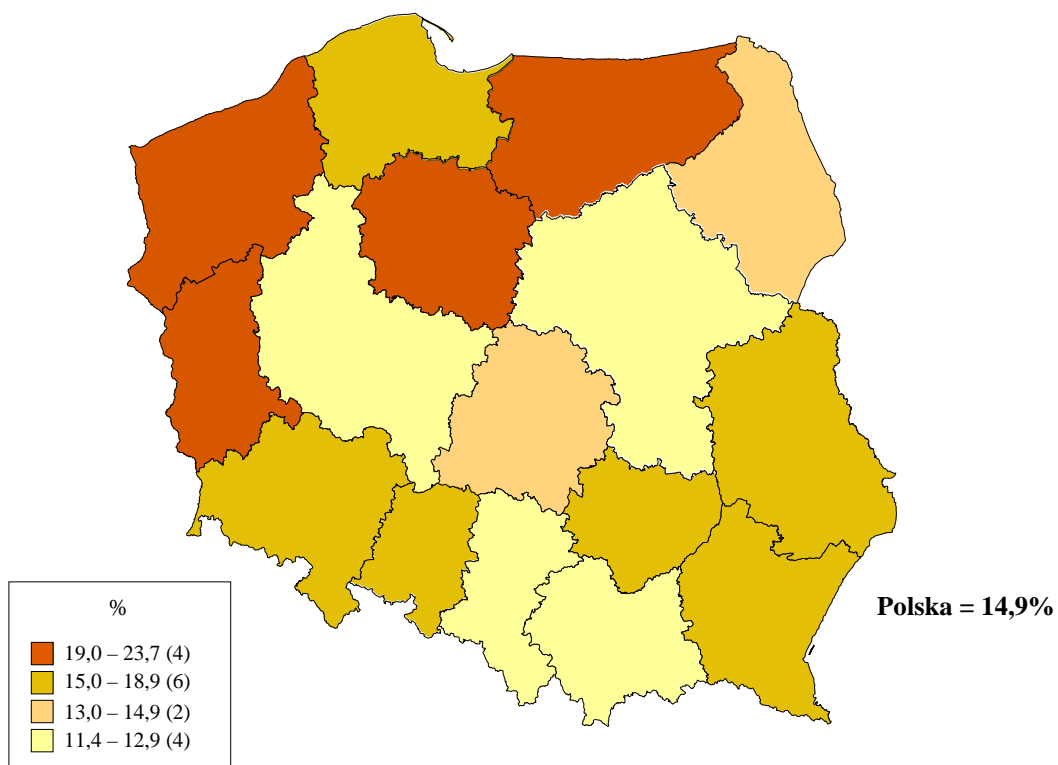 Polska = 14,9%
%
19,0 – 23,7 (4)
15,0 – 18,9 (6)
13,0 – 14,9 (2)
11,4 – 12,9 (4)